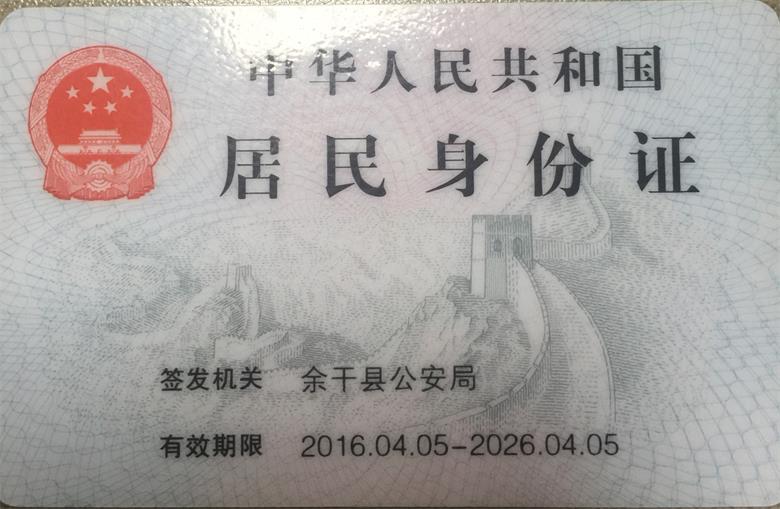 中华人民共和国
居民身份证
签发机关 余干县公安局
有效期限 2016.04.05-2026.04.05